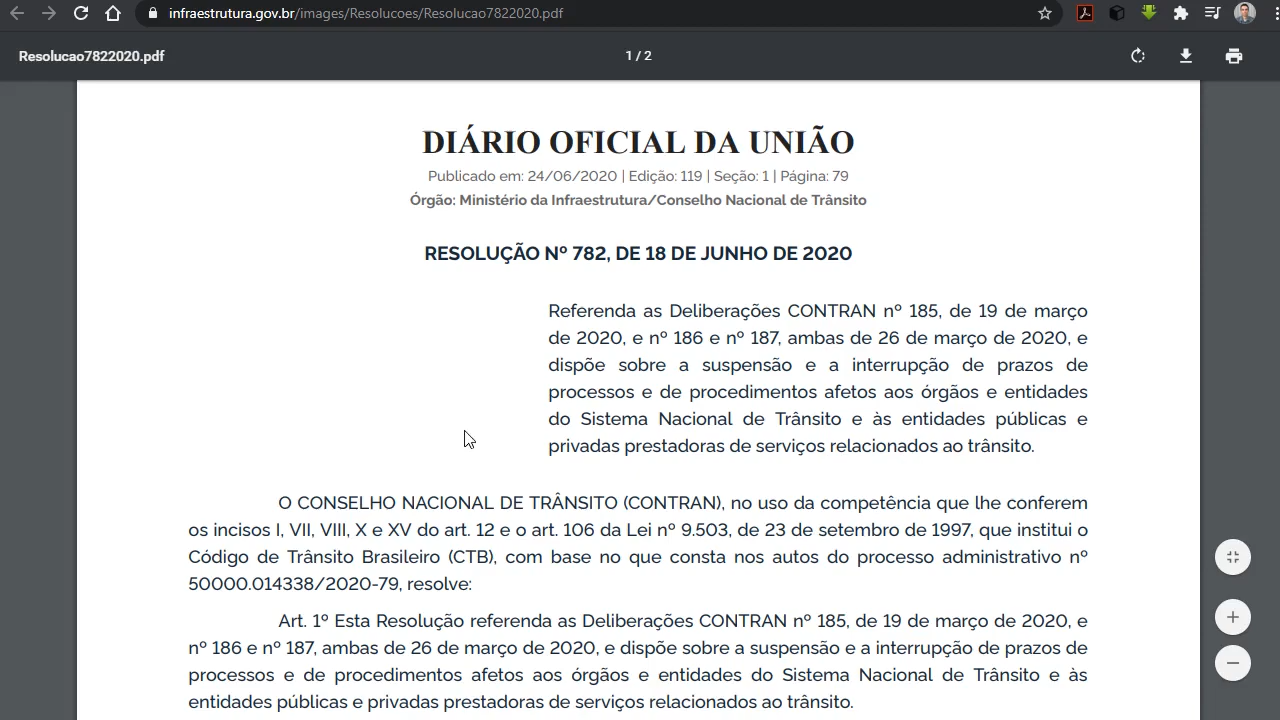 infraestrutura.gov.br/images/Resolucoes/Resolucao7822020.pdf
Resolucao7822020.pdf
1 / 2
DIÁRIO OFICIAL DA UNIÃO
Publicado em: 24/06/2020 | Edição: 119 | Seção: 1 | Página: 79
Órgão: Ministério da Infraestrutura/Conselho Nacional de Trânsito
RESOLUÇÃO Nº 782, DE 18 DE JUNHO DE 2020
Referenda as Deliberações CONTRAN nº 185, de 19 de março
de 2020, e nº 186 e nº 187, ambas de 26 de março de 2020, e
dispõe sobre a suspensão e a interrupção de prazos de
processos e de procedimentos afetos aos órgãos e entidades
do Sistema Nacional de Trânsito e às entidades públicas e
privadas prestadoras de serviços relacionados ao trânsito.
O CONSELHO NACIONAL DE TRÂNSITO (CONTRAN), no uso da competência que lhe conferem
os incisos I, VII, VIII, X e XV do art. 12 e o art. 106 da Lei nº 9.503, de 23 de setembro de 1997, que institui o
Código de Trânsito Brasileiro (CTB), com base no que consta nos autos do processo administrativo nº
50000.014338/2020-79, resolve:
Art. 1º Esta Resolução referenda as Deliberações CONTRAN nº 185, de 19 de março de 2020, e
nº 186 e nº 187, ambas de 26 de março de 2020, e dispõe sobre a suspensão e a interrupção de prazos de
processos e de procedimentos afetos aos órgãos e entidades do Sistema Nacional de Trânsito e às
entidades públicas e privadas prestadoras de serviços relacionados ao trânsito.